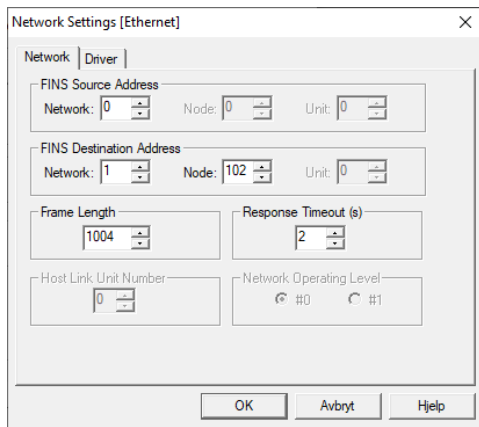 Network Settings [Ethernet]
Network Driver
FINS Source Address
Network: 0 Node: 0 Unit: 0
FINS Destination Address
Network: 1 Node: 102 Unit: 0
Frame Length Response Timeout (s)
1004 2
Host Link Unit Number Network Operating Level
0 #0 #1
OK Avbryt Hjelp